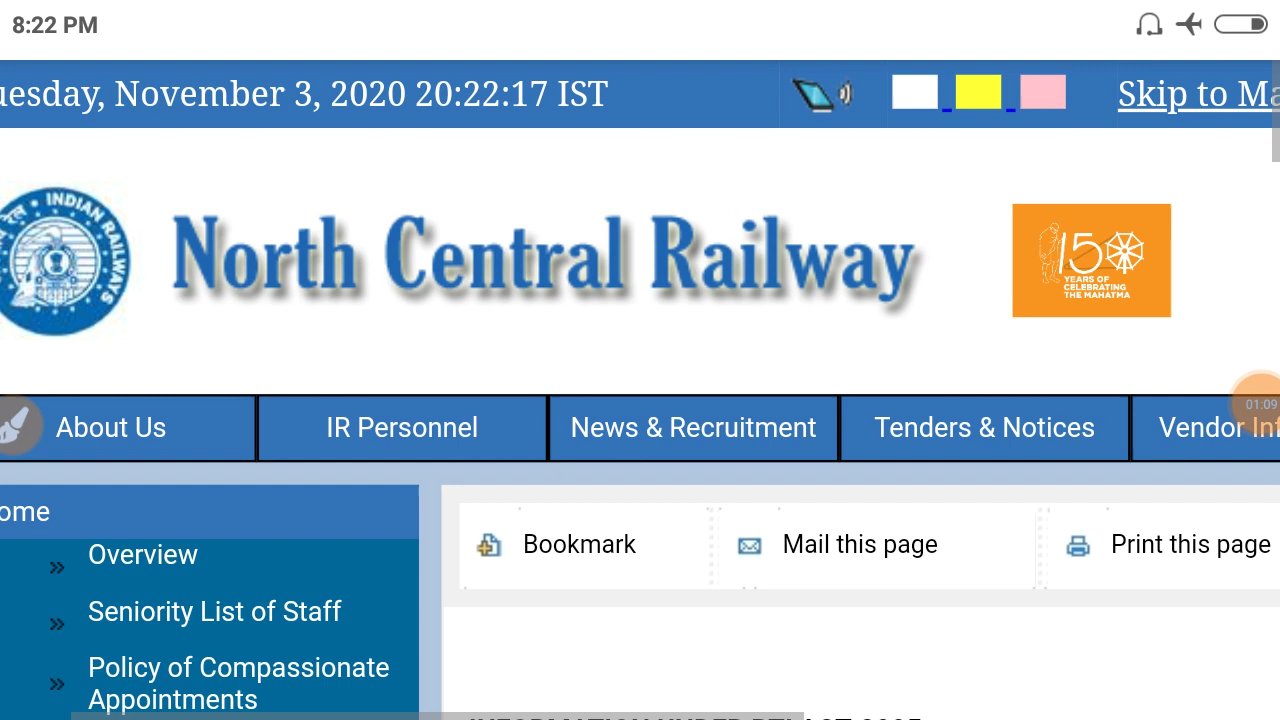 8:22 PM
uesday, November 3, 2020 20:22:17 IST
Skip to Ma
INDIAN RAILWAYS
North Central Railway
150
YEARS OF
CELEBRATING
THE MAHATMA
01:09
About Us
IR Personnel
News & Recruitment
Tenders & Notices
Vendor Inf
ome
Bookmark
Mail this page
Print this page
Overview
Seniority List of Staff
Policy of Compassionate
Appointments